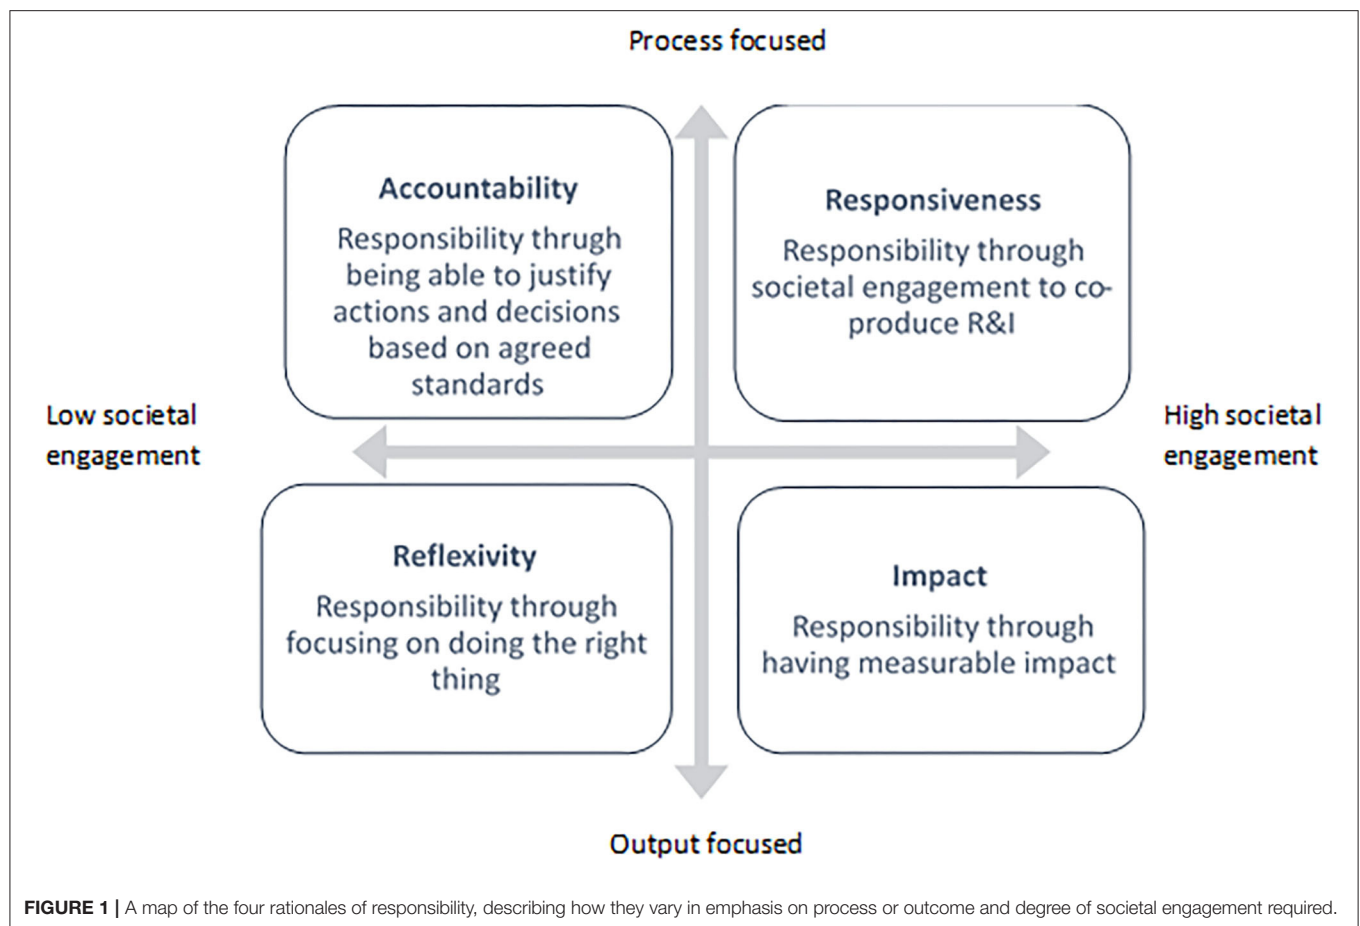 Process focused
Accountability
Responsibility thrugh
being able to justify
actions and decisions
based on agreed
standards
Responsiveness
Responsibility through
societal engagement to co-
produce R&I
Low societal
engagement
High societal
engagement
Reflexivity
Responsibility through
focusing on doing the right
thing
Impact
Responsibility through
having measurable impact
Output focused
FIGURE 1 | A map of the four rationales of responsibility, describing how they vary in emphasis on process or outcome and degree of societal engagement required.